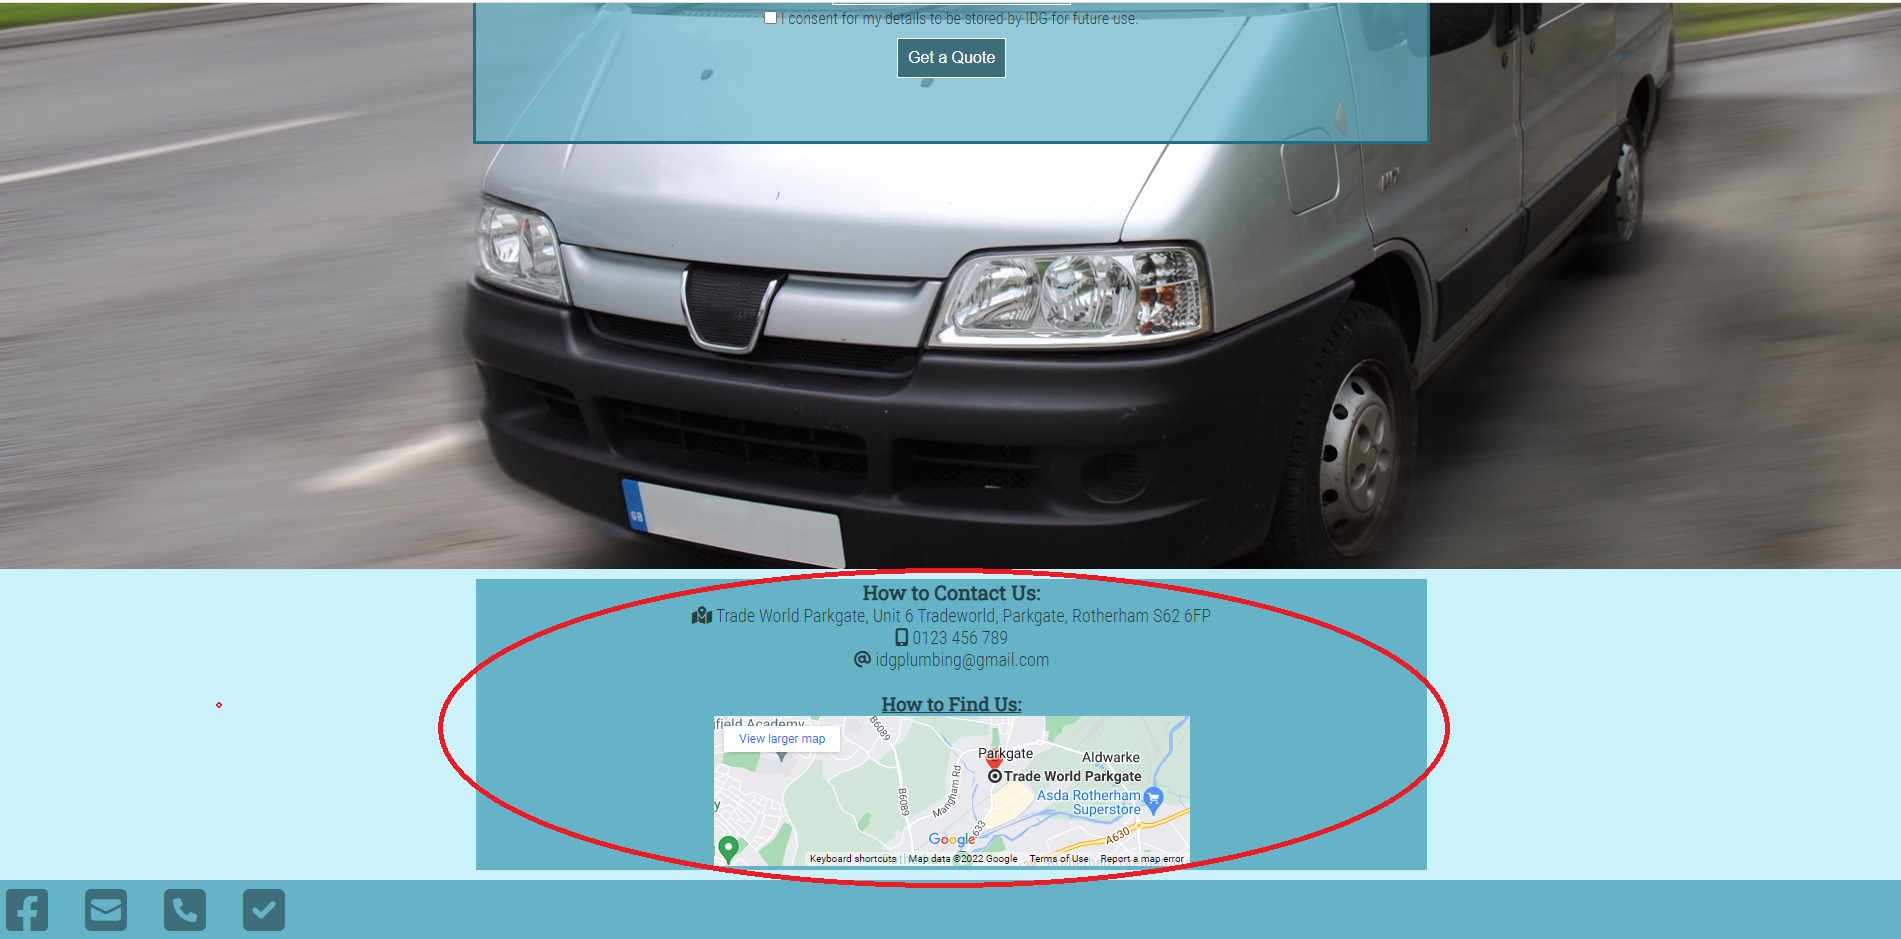 I consent for my details to be stored by IDG for future use.
Get a Quote
GB
How to Contact Us:
Trade World Parkgate, Unit 6 Tradeworld, Parkgate, Rotherham S62 6FP
0123 456 789
idgplumbing@gmail.com
How to Find Us:
field Academy
View larger map
B6089
Parkgate
Aldwarke
Trade World Parkgate
Mangham Rd
B6089
Asda Rotherham
Superstore
y
A633
A630
Google
Keyboard shortcuts
Map data ©2022 Google
Terms of Use
Report a map error